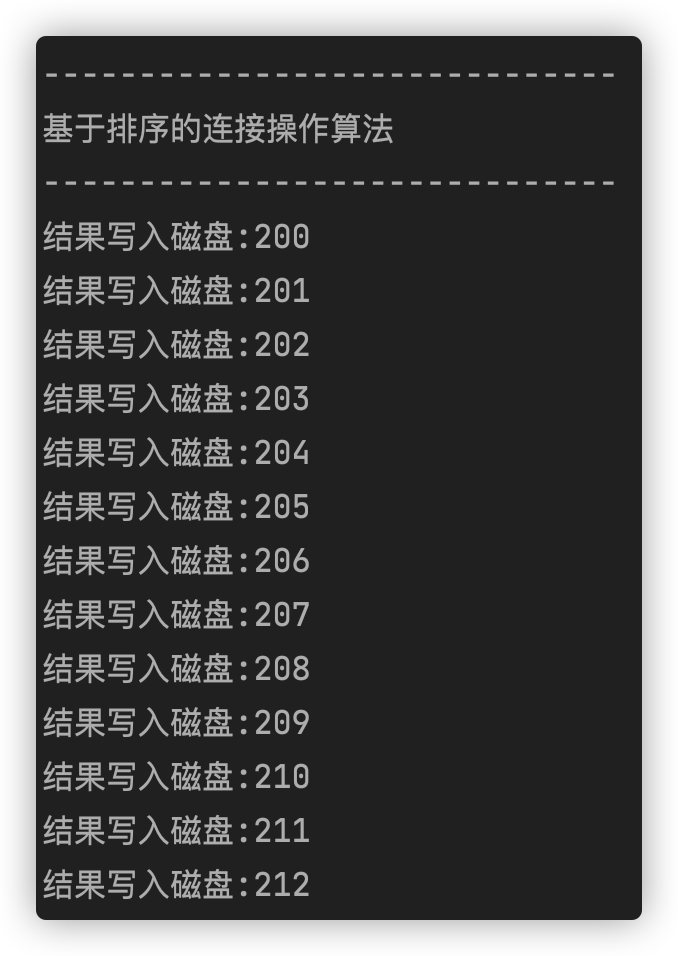 ------------------------------
基于排序的连接操作算法
------------------------------
结果写入磁盘:200
结果写入磁盘:201
结果写入磁盘:202
结果写入磁盘:203
结果写入磁盘:204
结果写入磁盘:205
结果写入磁盘:206
结果写入磁盘:207
结果写入磁盘:208
结果写入磁盘:209
结果写入磁盘:210
结果写入磁盘:211
结果写入磁盘:212